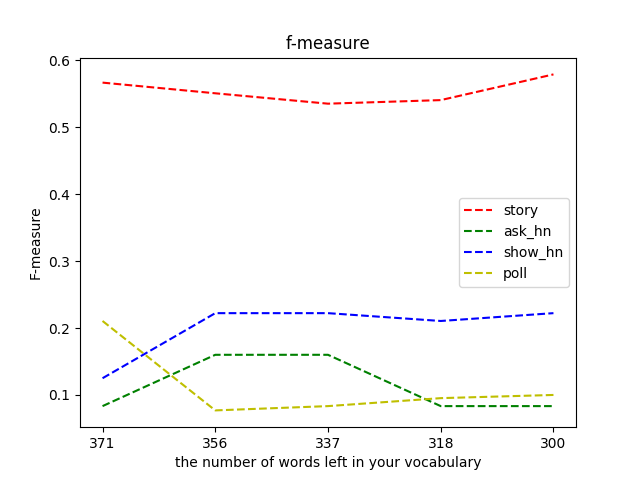 f-measure
F-measure
0.6
0.5
0.4
0.3
0.2
0.1
story
ask_hn
show_hn
poll
371 356 337 318 300
the number of words left in your vocabulary